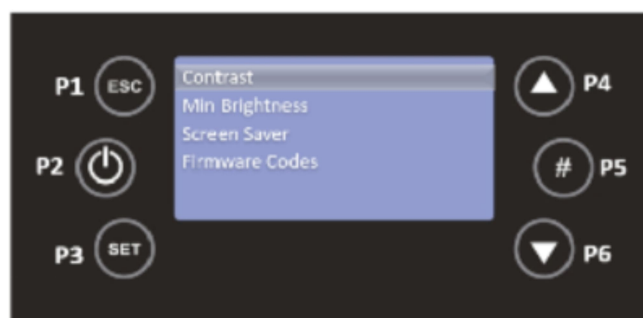 P1 ESC
Contrast
Min Brightness
Screen Saver
Firmware Codes
P2
P3 SET
P4
# P5
P6